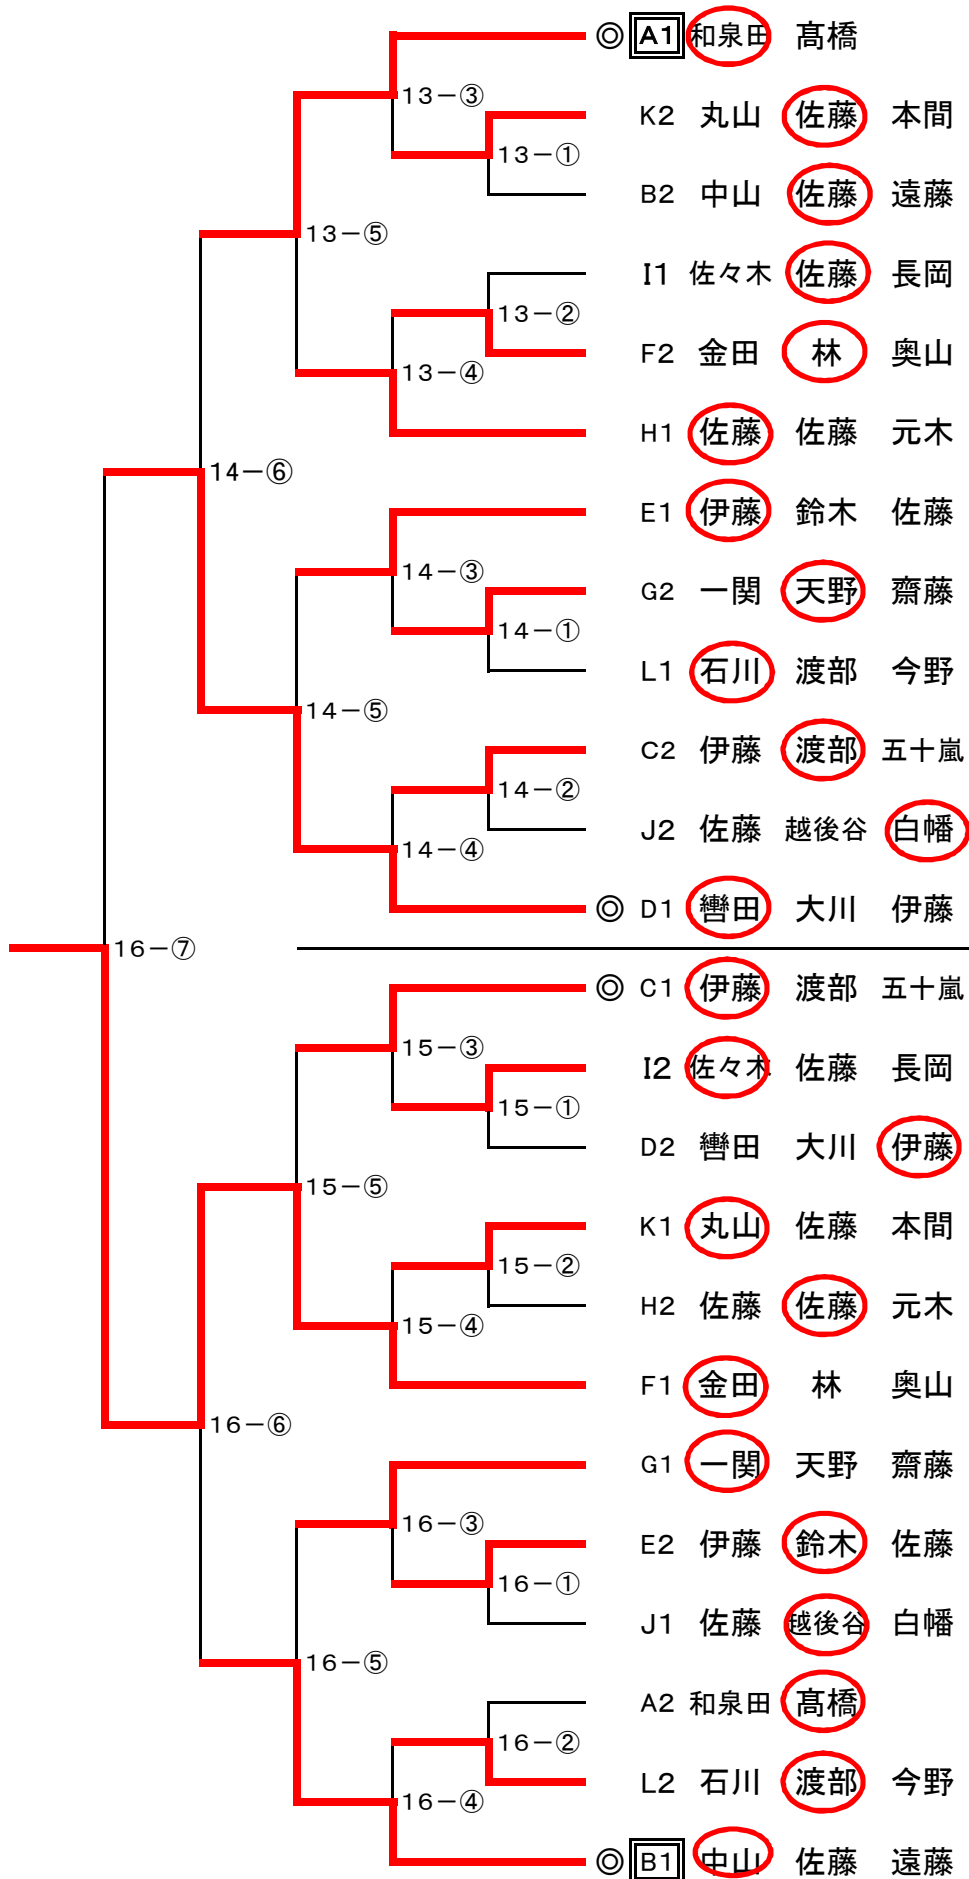 ◎ A1 和泉田 髙橋
13－③
K2 丸山 佐藤 本間
13－①
B2 中山 佐藤 遠藤
13－⑤
I1 佐々木 佐藤 長岡
13－②
F2 金田 林 奥山
13－④
H1 佐藤 佐藤 元木
14－⑥
E1 伊藤 鈴木 佐藤
14－③
G2 一関 天野 齋藤
14－①
L1 石川 渡部 今野
14－⑤
C2 伊藤 渡部 五十嵐
14－②
J2 佐藤 越後谷 白幡
14－④
◎ D1 轡田 大川 伊藤
16－⑦
◎ C1 伊藤 渡部 五十嵐
15－③
I2 佐々木 佐藤 長岡
15－①
D2 轡田 大川 伊藤
15－⑤
K1 丸山 佐藤 本間
15－②
H2 佐藤 佐藤 元木
15－④
F1 金田 林 奥山
16－⑥
G1 一関 天野 齋藤
16－③
E2 伊藤 鈴木 佐藤
16－①
J1 佐藤 越後谷 白幡
16－⑤
A2 和泉田 髙橋
16－②
L2 石川 渡部 今野
16－④
◎ B1 中山 佐藤 遠藤